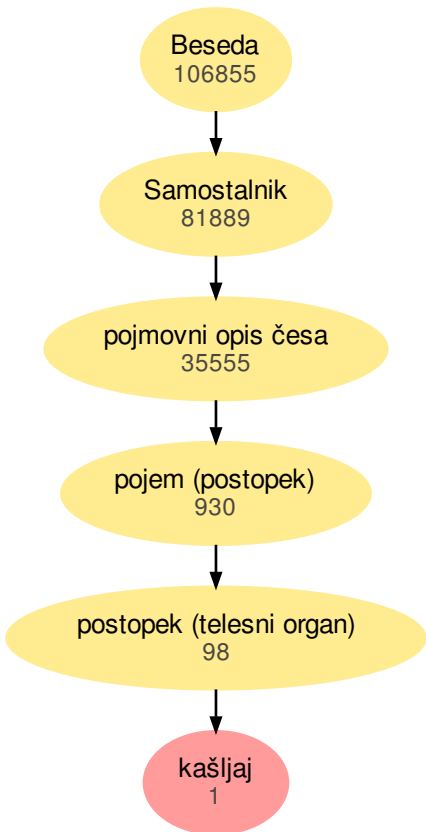 Beseda
106855
Samostalnik
81889
pojmovni opis česa
35555
pojem (postopek)
930
postopek (telesni organ)
98
kašljaj
1